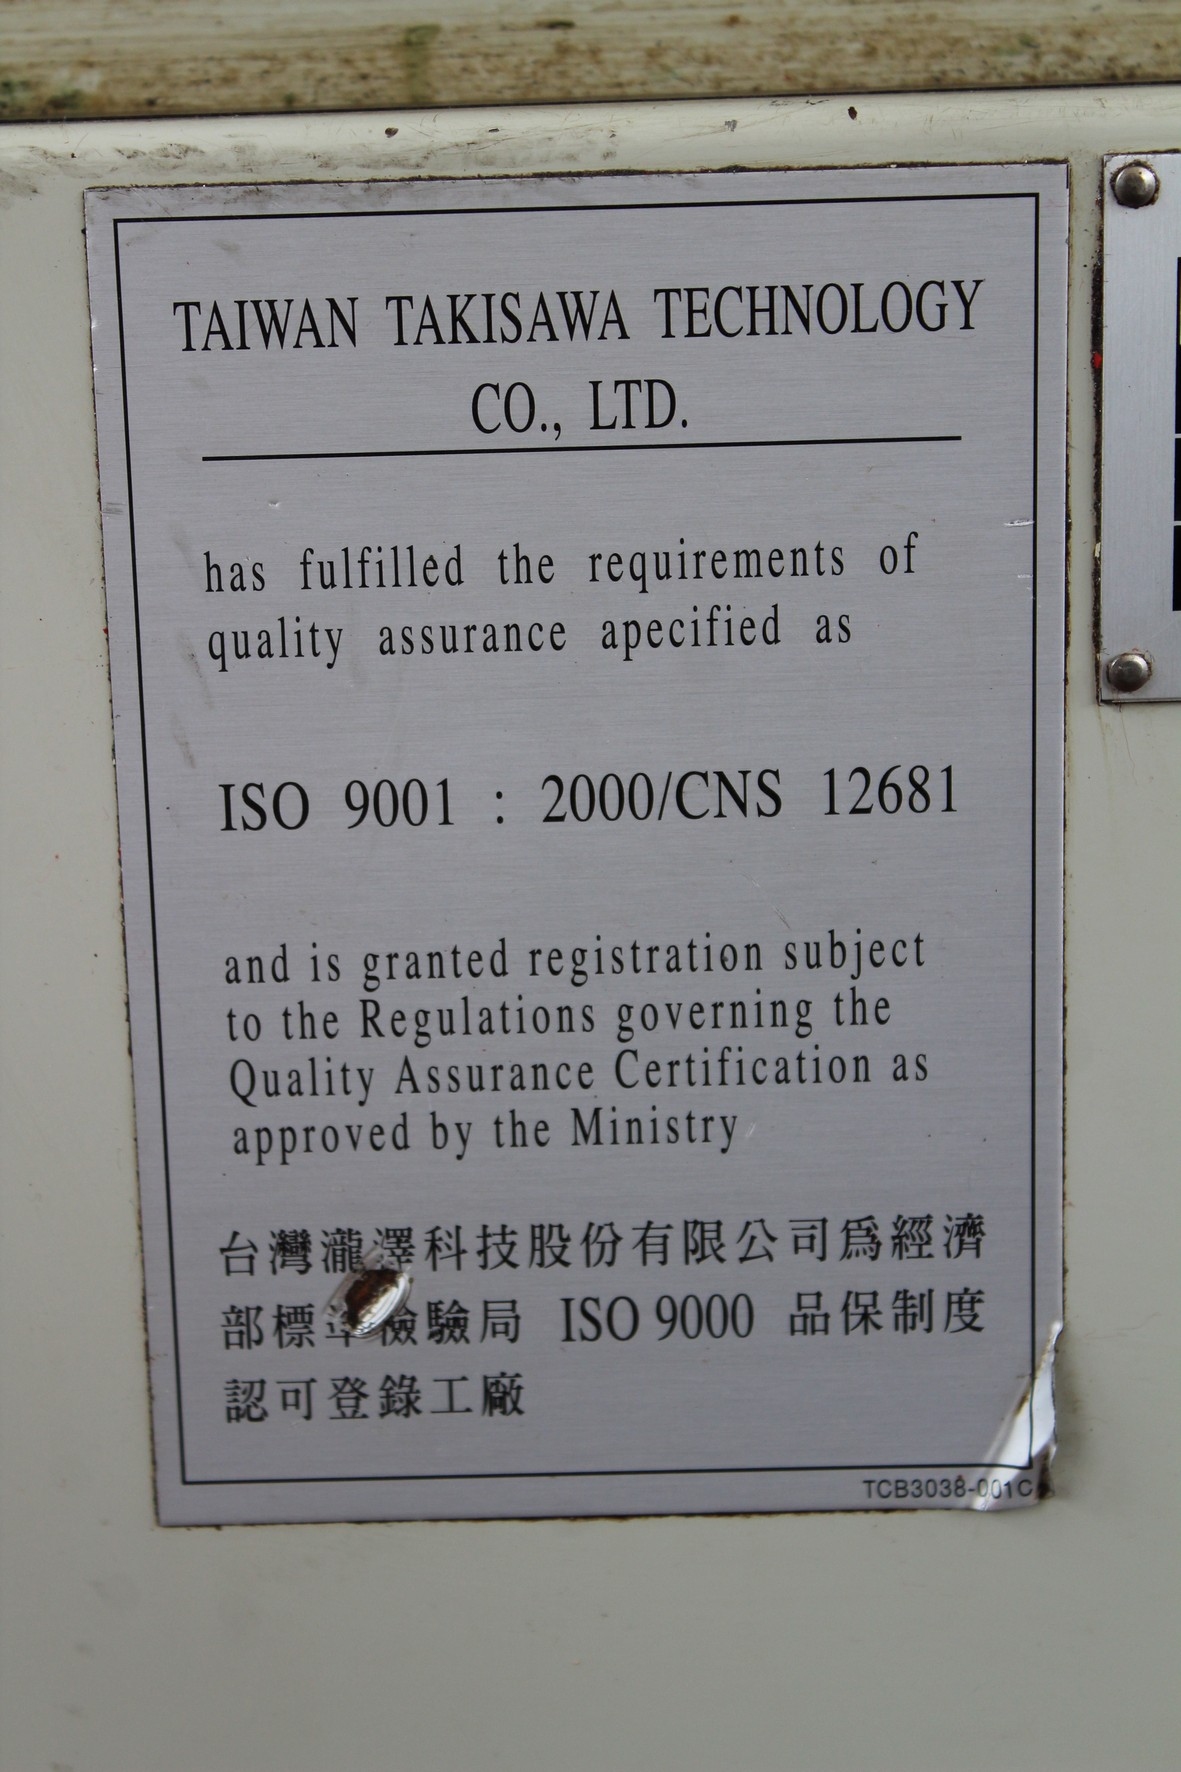 TAIWAN TAKISAWA TECHNOLOGY
CO., LTD.
has fulfilled the requirements of
quality assurance apecified as
ISO 9001 : 2000/CNS 12681
and is granted registration subject
to the Regulations governing the
Quality Assurance Certification as
approved by the Ministry
台灣瀧澤科技股份有限公司為經濟
部標準檢驗局 ISO 9000 品保制度
認可登錄工廠
TCB3038-001C